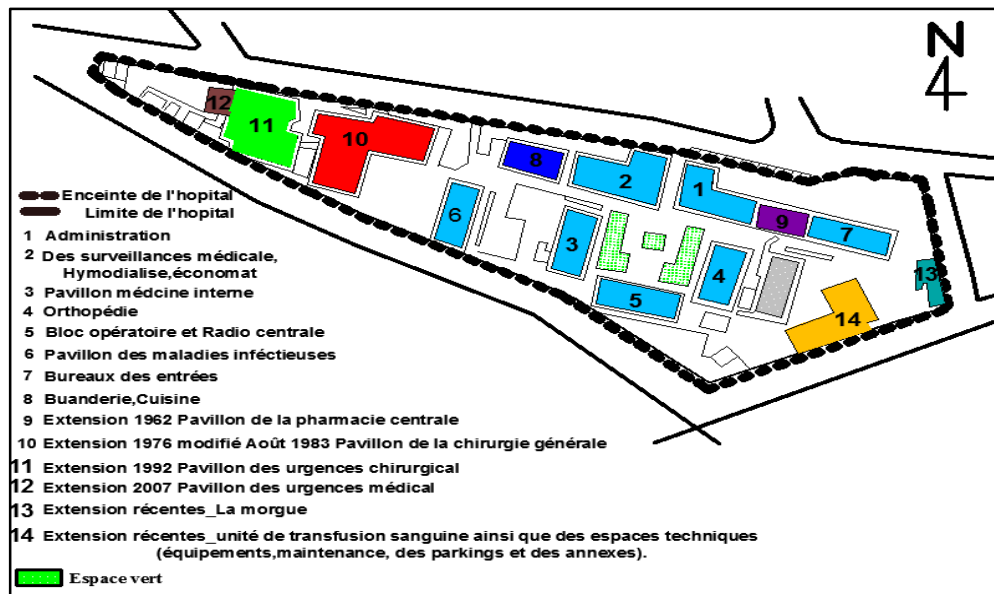 N
12
11
10
8
2
1
9
7
6
3
4
5
13
14
Enceinte de l'hopital
Limite de l'hopital
1 Administration
2 Des surveillances médicale,
Hymodialise,économat
3 Pavillon médcine interne
4 Orthopédie
5 Bloc opératoire et Radio centrale
6 Pavillon des maladies inféctieuses
7 Bureaux des entrées
8 Buanderie,Cuisine
9 Extension 1962 Pavillon de la pharmacie centrale
10 Extension 1976 modifié Août 1983 Pavillon de la chirurgie générale
11 Extension 1992 Pavillon des urgences chirurgical
12 Extension 2007 Pavillon des urgences médical
13 Extension récentes_La morgue
14 Extension récentes_unité de transfusion sanguine ainsi que des espaces techniques
(équipements,maintenance, des parkings et des annexes).
Espace vert